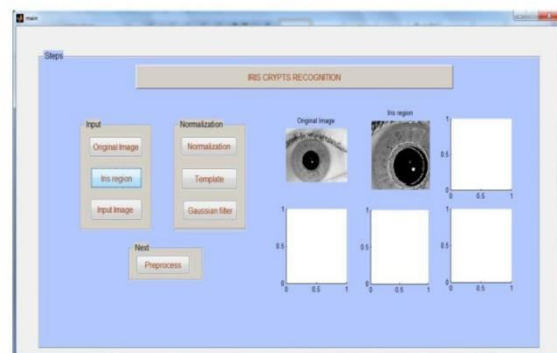 main
Steps
IRIS CRYPTS RECOGNITION
Input
Original Image
Iris region
Input Image
Normalization
Normalization
Template
Gaussian filter
Next
Preprocess
Original Image
Iris region
1
0.5
0
0 0.5 1
1
0.5
0
0 0.5 1
1
0.5
0
0 0.5 1
1
0.5
0
0 0.5 1